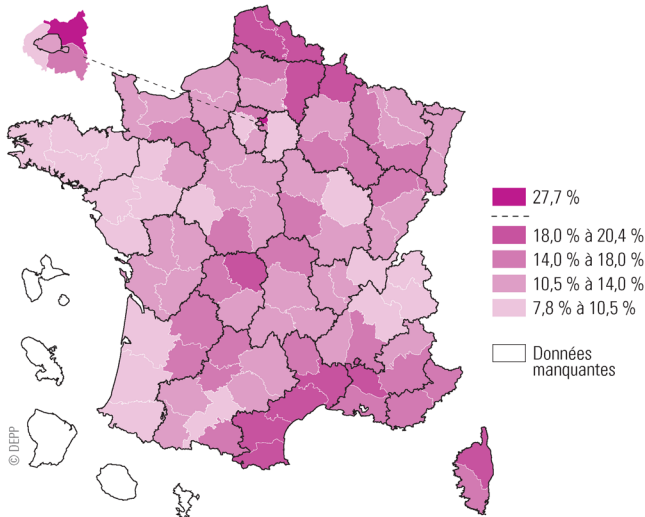 27,7 %
18,0 % à 20,4 %
14,0 % à 18,0 %
10,5 % à 14,0 %
7,8 % à 10,5 %
Données
manquantes
© DEPP